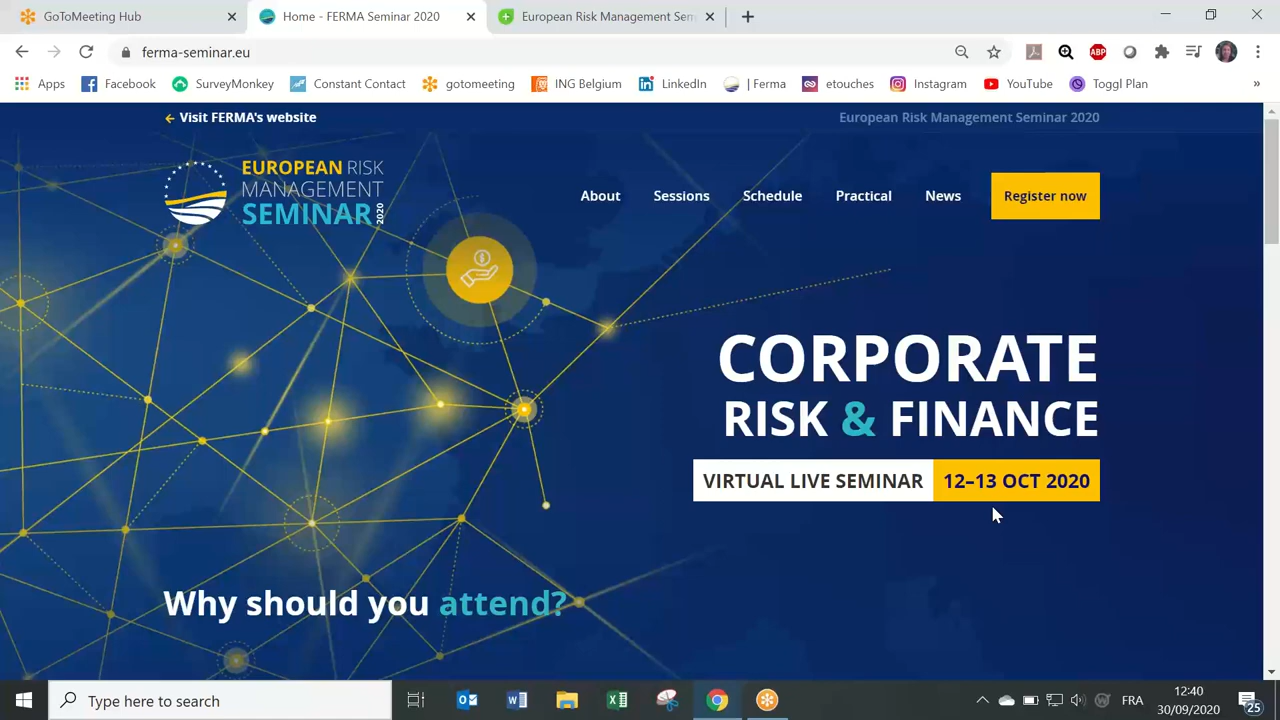 GoToMeeting Hub
Home - FERMA Seminar 2020
European Risk Management Sem
ferma-seminar.eu
ABP
Apps
Facebook
SurveyMonkey
Constant Contact
gotomeeting
ING Belgium
LinkedIn
| Ferma
etouches
Instagram
YouTube
Toggl Plan
»
Visit FERMA's website
European Risk Management Seminar 2020
EUROPEAN RISK
MANAGEMENT
SEMINAR 2020
About
Sessions
Schedule
Practical
News
Register now
CORPORATE
RISK & FINANCE
VIRTUAL LIVE SEMINAR
12–13 OCT 2020
Why should you attend?
Type here to search
FRA
12:40
30/09/2020
25